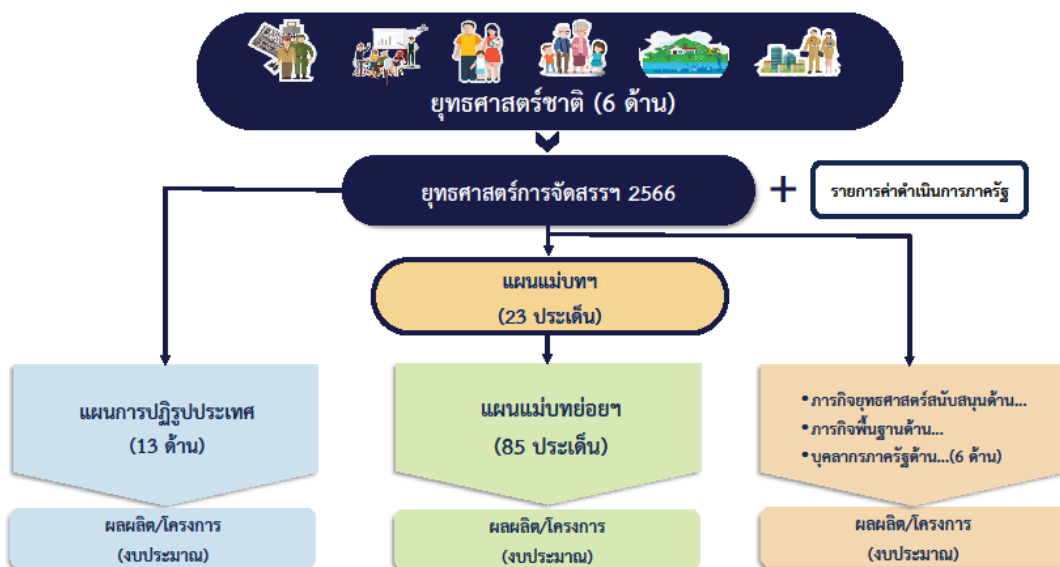 ยุทธศาสตร์ชาติ (6 ด้าน)
ยุทธศาสตร์การจัดสรรฯ 2566
+
รายการค่าดำเนินการภาครัฐ
แผนแม่บทฯ
(23 ประเด็น)
แผนการปฏิรูปประเทศ
(13 ด้าน)
แผนแม่บทย่อยฯ
(85 ประเด็น)
•ภารกิจยุทธศาสตร์สนับสนุนด้าน...
•ภารกิจพื้นฐานด้าน...
•บุคลากรภาครัฐด้าน...(6 ด้าน)
ผลผลิต/โครงการ
(งบประมาณ)
ผลผลิต/โครงการ
(งบประมาณ)
ผลผลิต/โครงการ
(งบประมาณ)